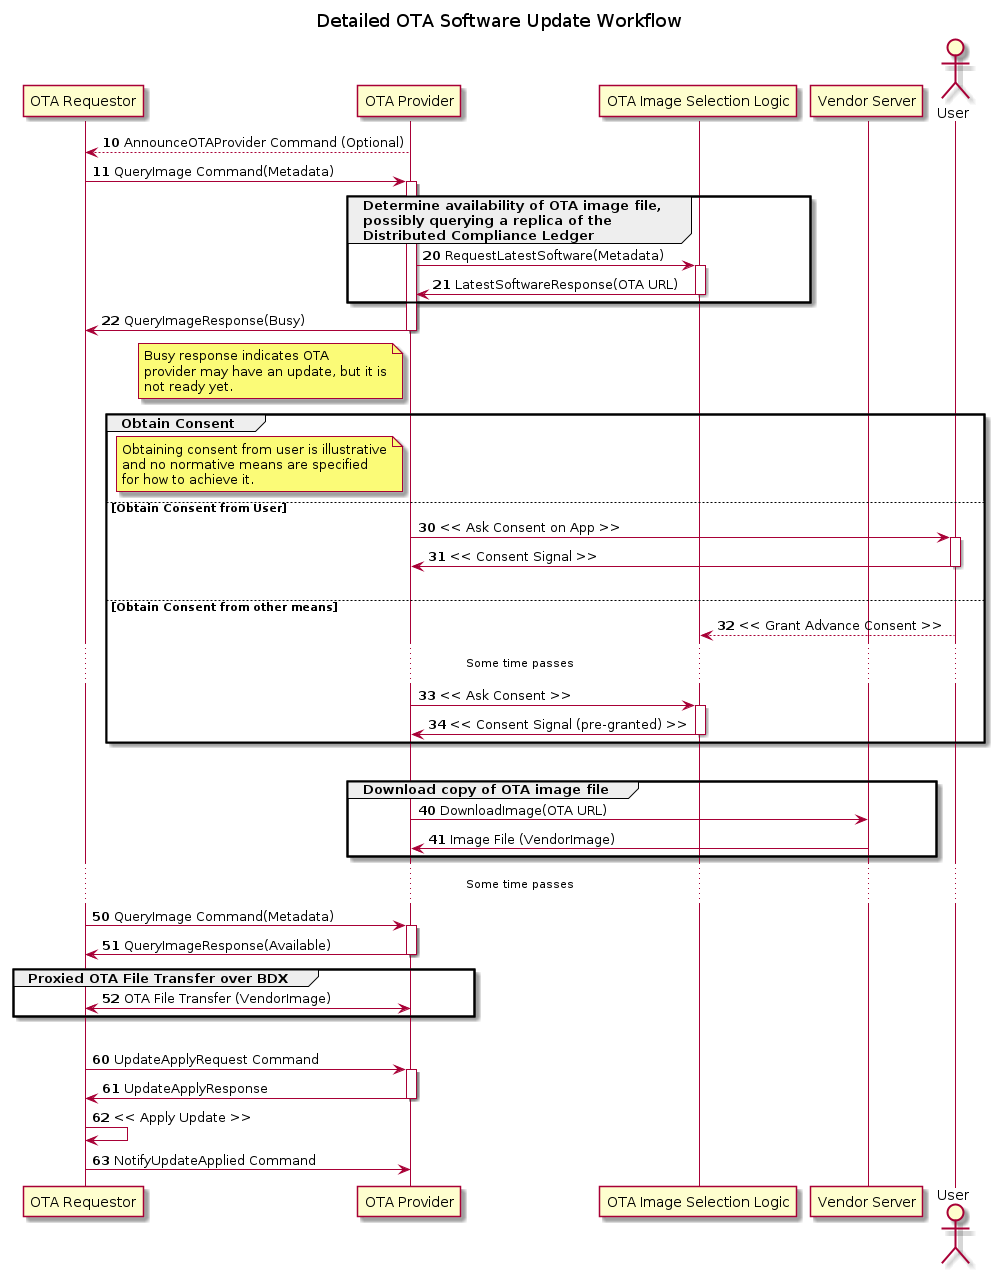 Detailed OTA Software Update Workflow
OTA Requestor
OTA Provider
OTA Image Selection Logic
Vendor Server
User
10 AnnounceOTAProvider Command (Optional)
11 QueryImage Command(Metadata)
Determine availability of OTA image file,
possibly querying a replica of the
Distributed Compliance Ledger
20 RequestLatestSoftware(Metadata)
21 LatestSoftwareResponse(OTA URL)
22 QueryImageResponse(Busy)
Busy response indicates OTA
provider may have an update, but it is
not ready yet.
Obtain Consent
Obtaining consent from user is illustrative
and no normative means are specified
for how to achieve it.
[Obtain Consent from User]
30 << Ask Consent on App >>
31 << Consent Signal >>
[Obtain Consent from other means]
32 << Grant Advance Consent >>
Some time passes
33 << Ask Consent >>
34 << Consent Signal (pre-granted) >>
Download copy of OTA image file
40 DownloadImage(OTA URL)
41 Image File (VendorImage)
Some time passes
50 QueryImage Command(Metadata)
51 QueryImageResponse(Available)
Proxied OTA File Transfer over BDX
52 OTA File Transfer (VendorImage)
60 UpdateApplyRequest Command
61 UpdateApplyResponse
62 << Apply Update >>
63 NotifyUpdateApplied Command
OTA Requestor
OTA Provider
OTA Image Selection Logic
Vendor Server
User